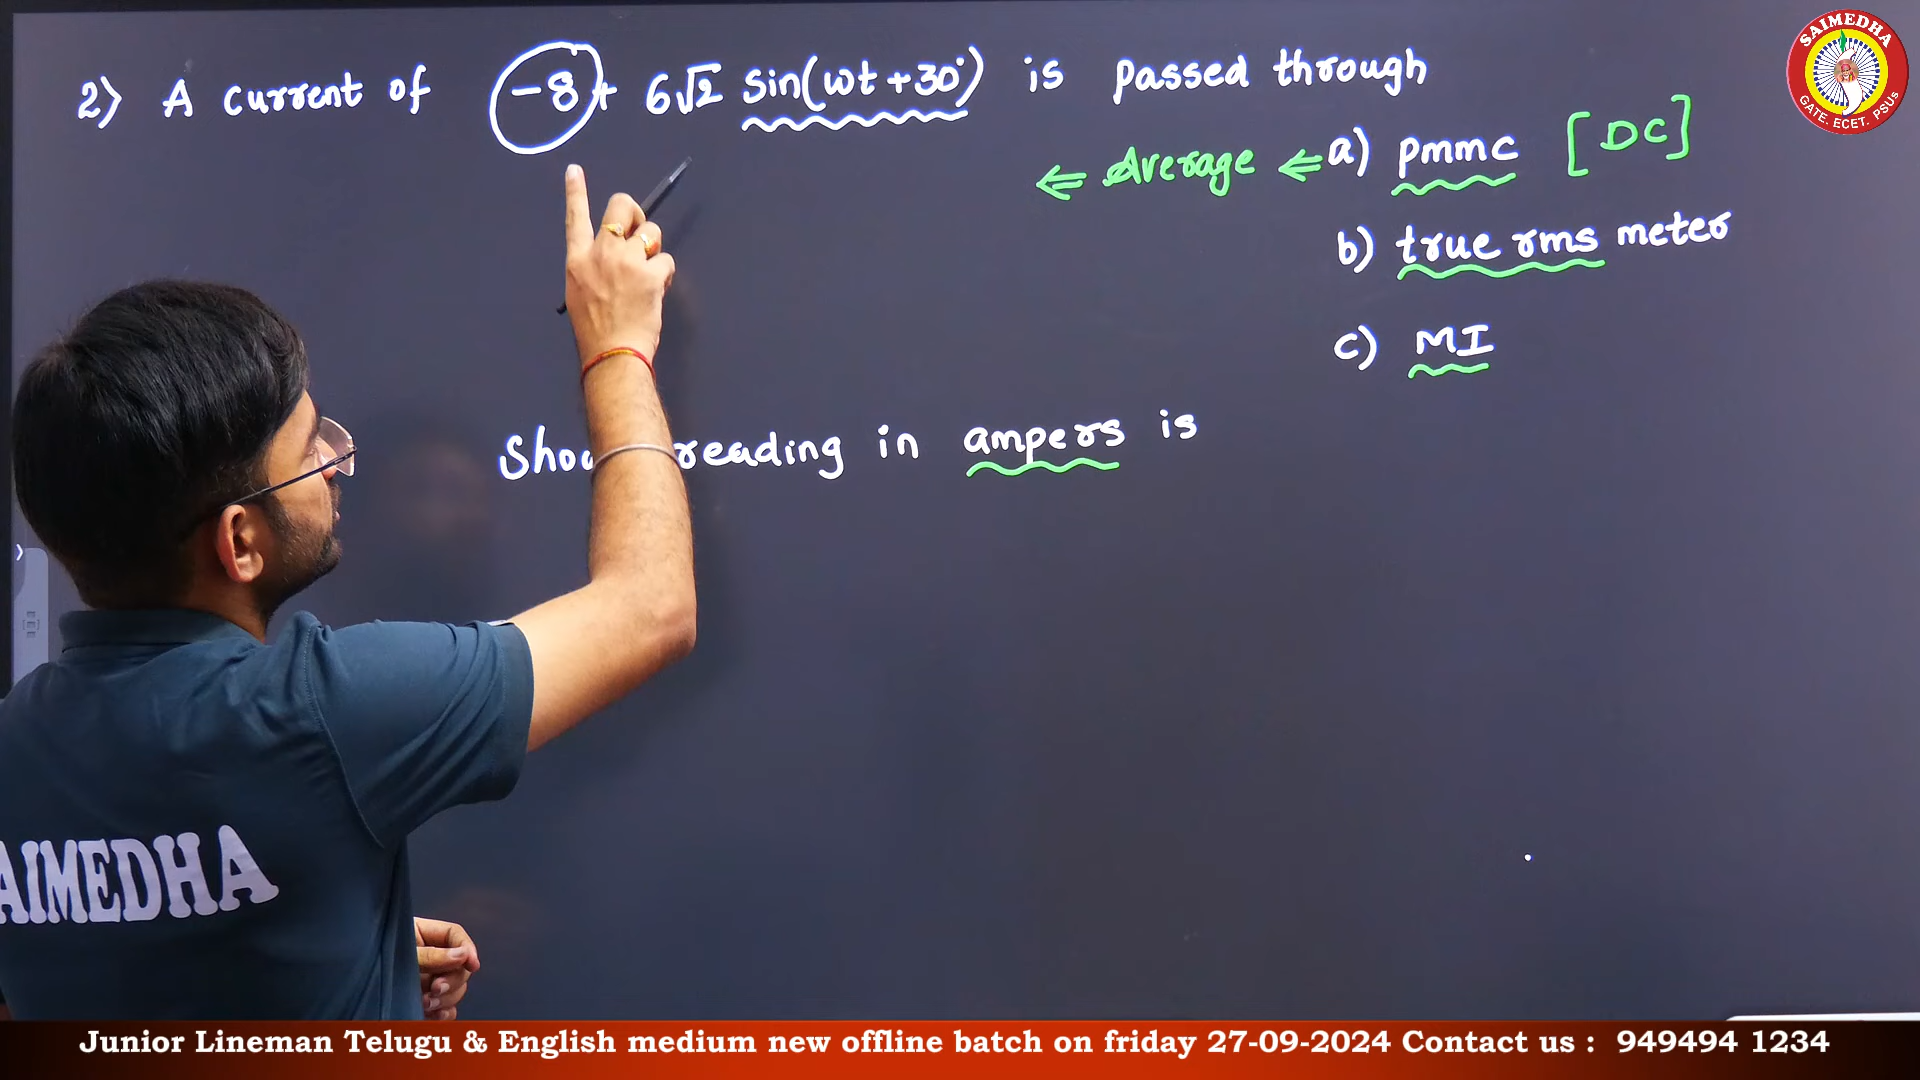 2) A current of -8 + 6√2 sin(ωt +30°) is passed through
⇐ Average ⇐ a) pmmc [DC]
b) true rms meter
c) MI
reading in ampers is
SAIMEDHA
GATE. ECET. PSUs
AIMEDHA
Junior Lineman Telugu & English medium new offline batch on friday 27-09-2024 Contact us : 949494 1234